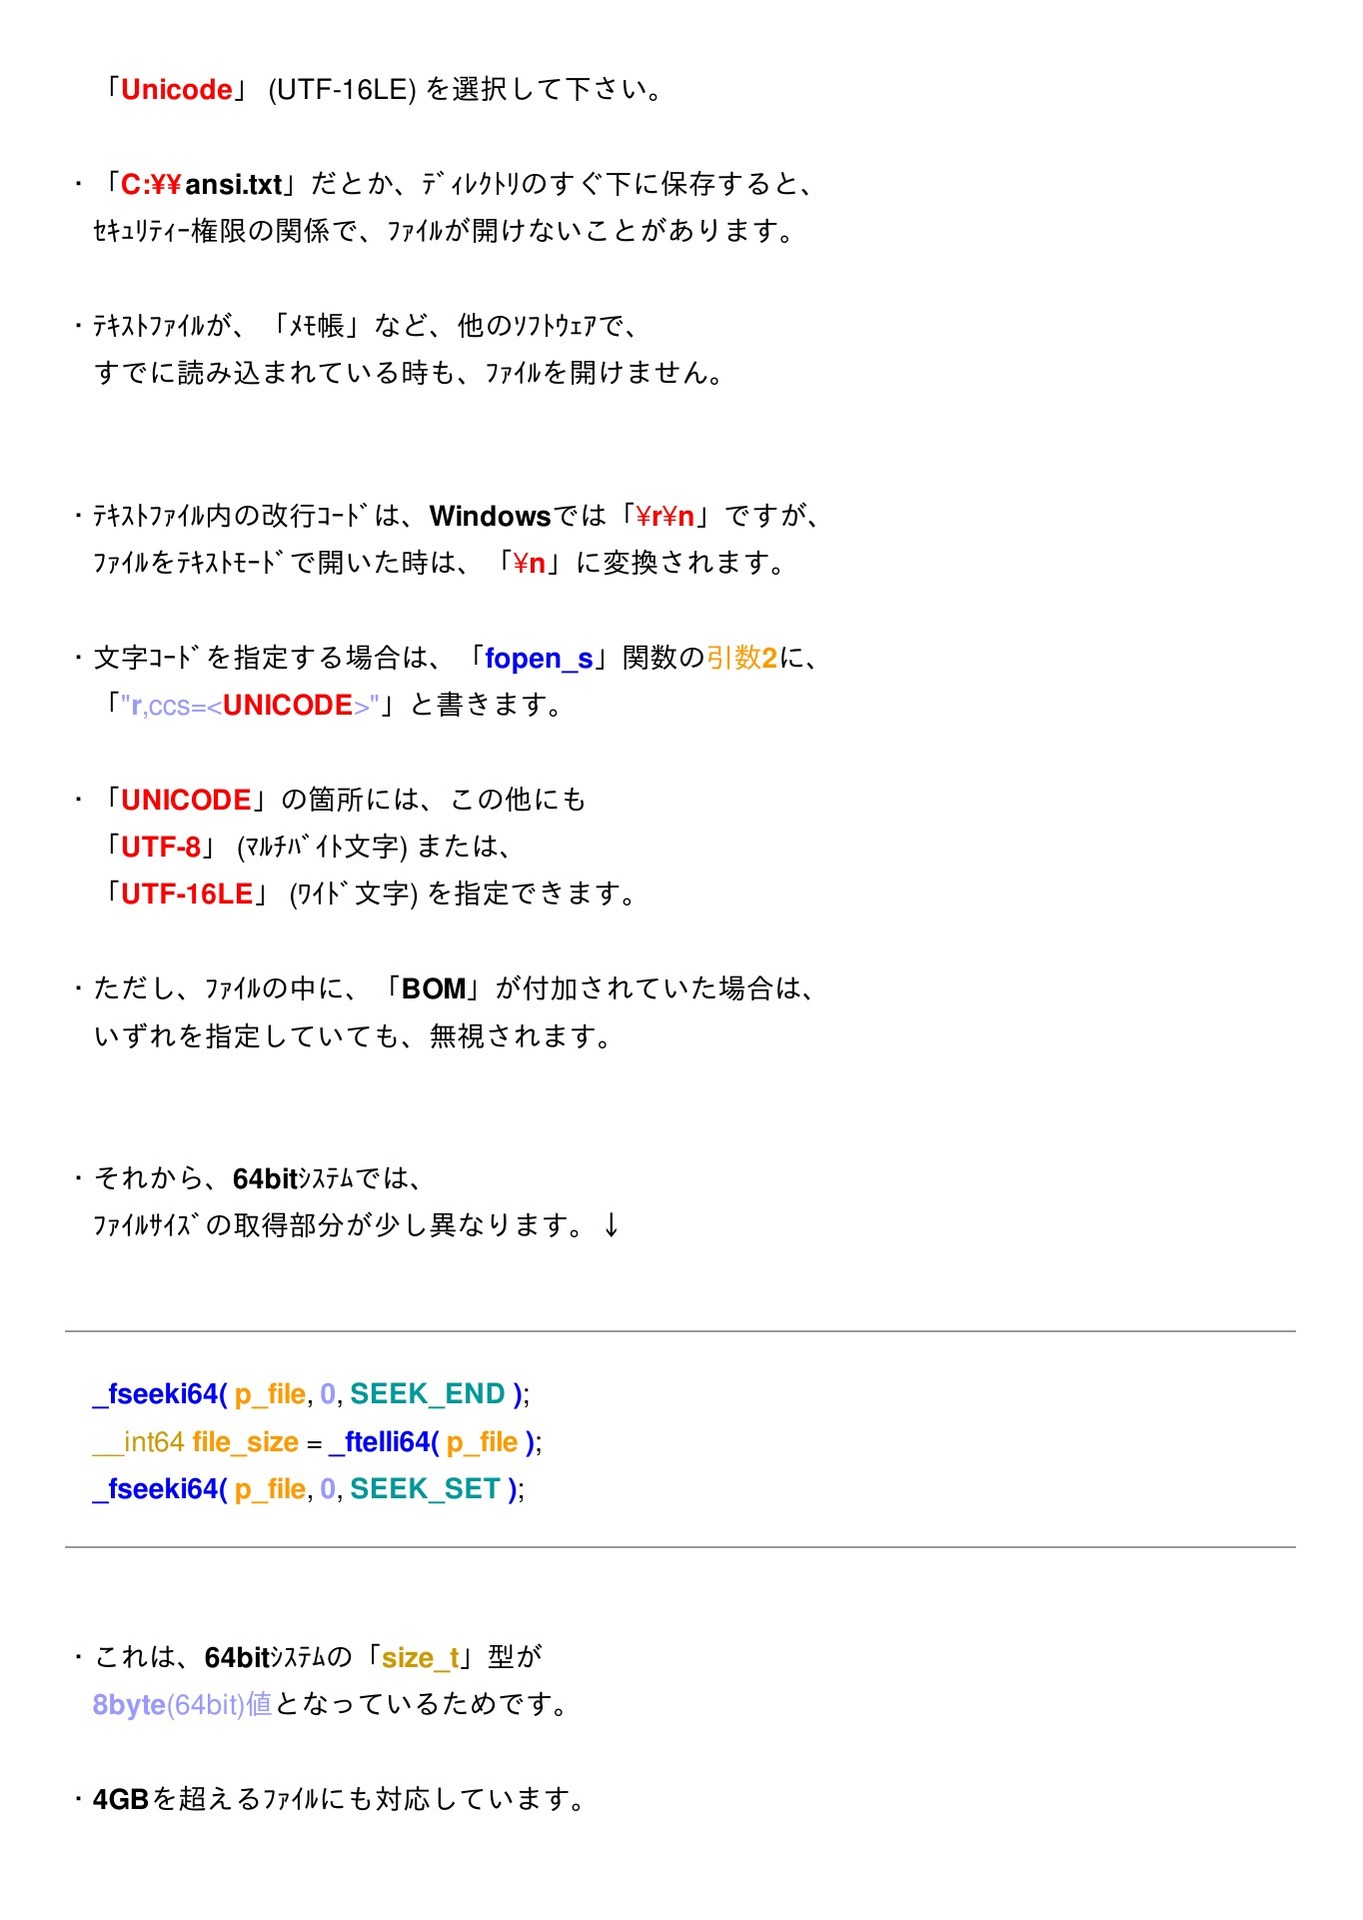 「Unicode」 (UTF-16LE) を選択して下さい。
・「C:¥¥ansi.txt」だとか、ﾃﾞｨﾚｸﾄﾘのすぐ下に保存すると、
ｾｷｭﾘﾃｨｰ権限の関係で、ﾌｧｲﾙが開けないことがあります。
・ﾃｷｽﾄﾌｧｲﾙが、「ﾒﾓ帳」など、他のｿﾌﾄｳｪｱで、
すでに読み込まれている時も、ﾌｧｲﾙを開けません。
・ﾃｷｽﾄﾌｧｲﾙ内の改行ｺｰﾄﾞは、Windowsでは「¥r¥n」ですが、
ﾌｧｲﾙをﾃｷｽﾄﾓｰﾄﾞで開いた時は、「¥n」に変換されます。
・文字ｺｰﾄﾞを指定する場合は、「fopen_s」関数の引数2に、
「"r,ccs=<UNICODE>"」と書きます。
・「UNICODE」の箇所には、この他にも
「UTF-8」 (ﾏﾙﾁﾊﾞｲﾄ文字) または、
「UTF-16LE」 (ﾜｲﾄﾞ文字) を指定できます。
・ただし、ﾌｧｲﾙの中に、「BOM」が付加されていた場合は、
いずれを指定していても、無視されます。
・それから、64bitｼｽﾃﾑでは、
ﾌｧｲﾙｻｲｽﾞの取得部分が少し異なります。↓
_fseeki64( p_file, 0, SEEK_END );
__int64 file_size = _ftelli64( p_file );
_fseeki64( p_file, 0, SEEK_SET );
・これは、64bitｼｽﾃﾑの「size_t」型が
8byte(64bit)値となっているためです。
・4GBを超えるﾌｧｲﾙにも対応しています。